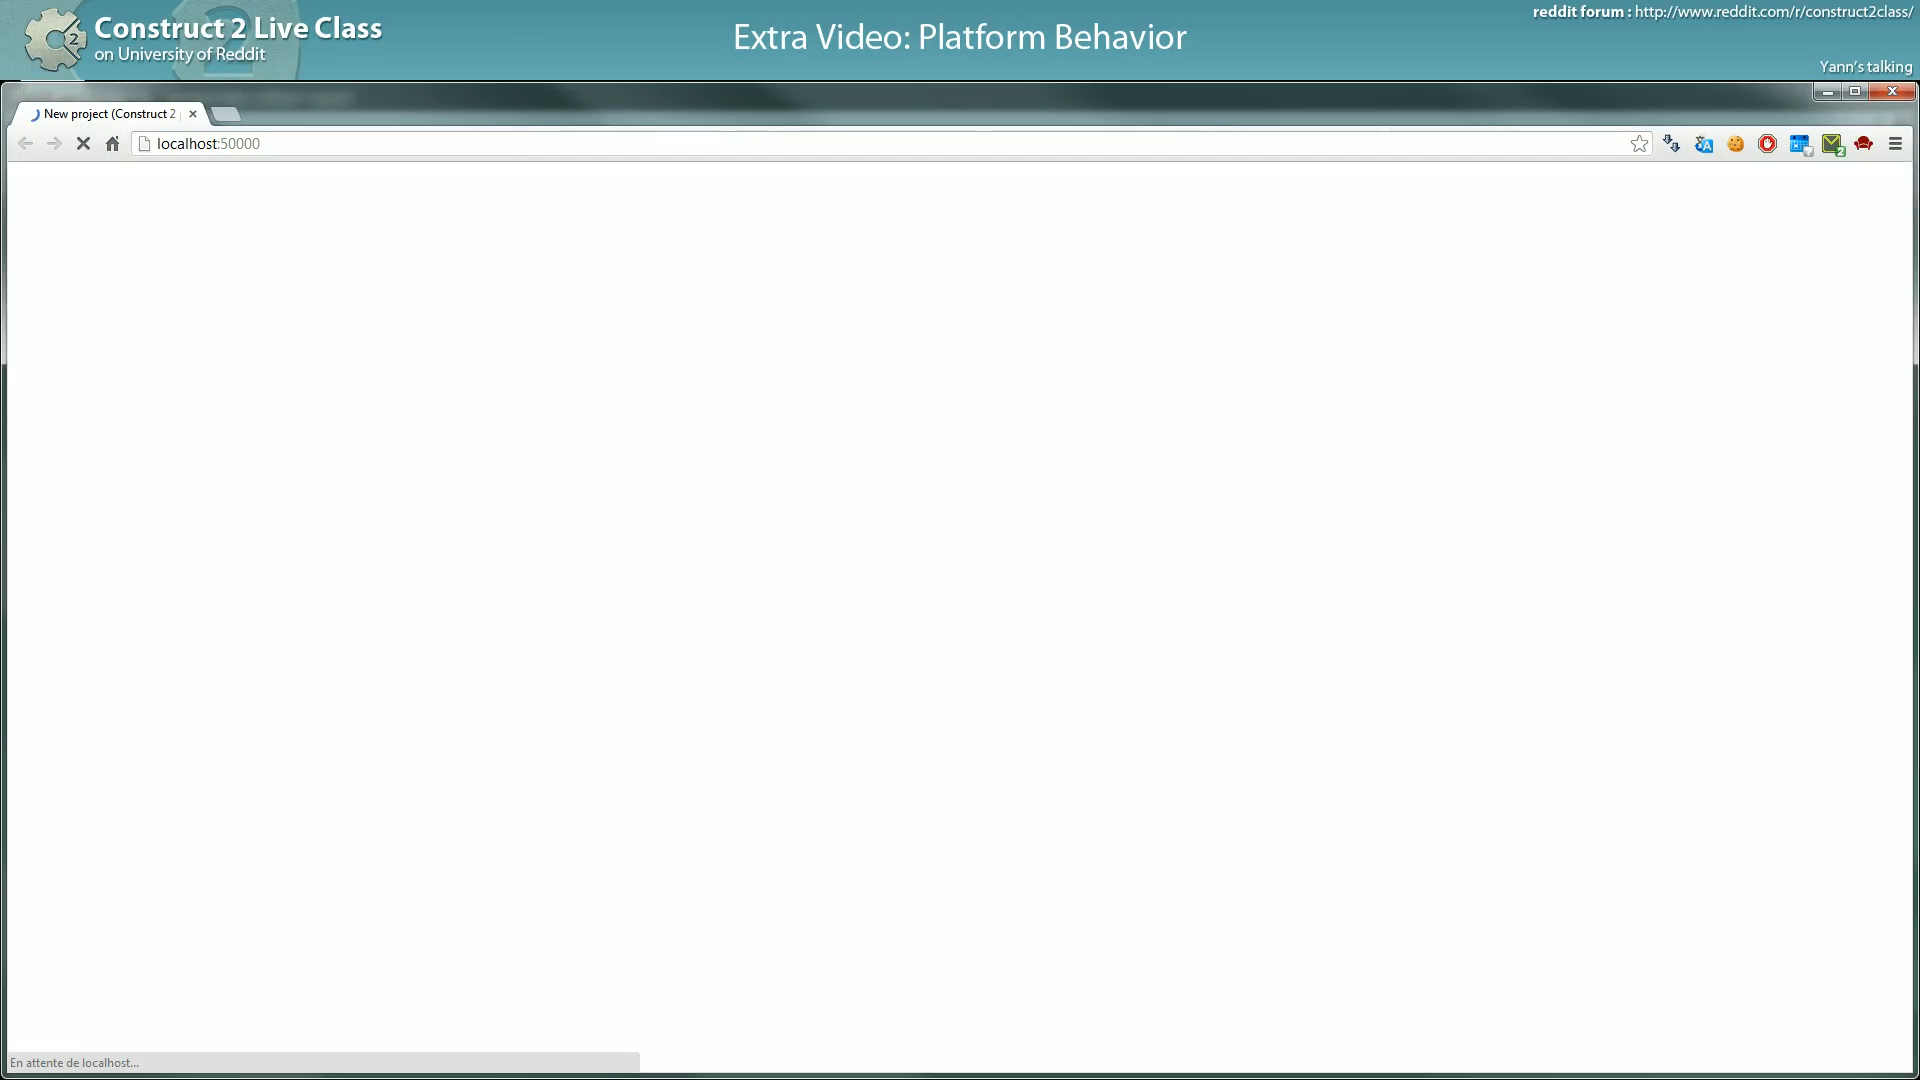 Construct 2 Live Class
on University of Reddit
Extra Video: Platform Behavior
reddit forum : http://www.reddit.com/r/construct2class/
Yann's talking
New project (Construct 2
localhost:50000
En attente de localhost...